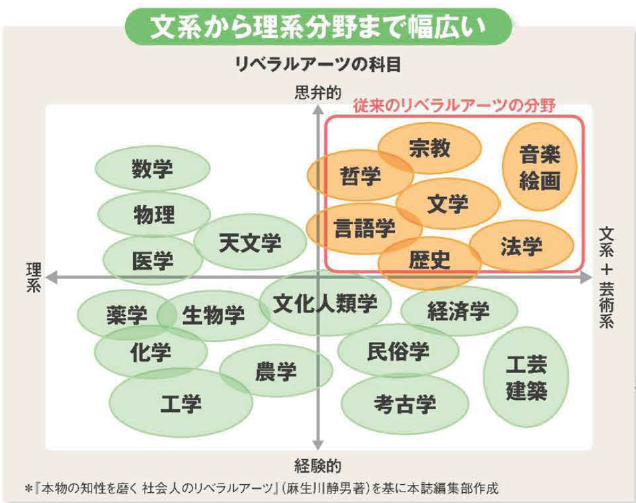 文系から理系分野まで幅広い
リベラルアーツの科目
思弁的
従来のリベラルアーツの分野
宗教
音楽
絵画
数学
哲学
物理
文学
言語学
天文学
法学
医学
歴史
理系
文系+芸術系
文化人類学
薬学
生物学
経済学
化学
民俗学
農学
工芸
建築
工学
考古学
経験的
*『本物の知性を磨く 社会人のリベラルアーツ』(麻生川静男著)を基に本誌編集部作成